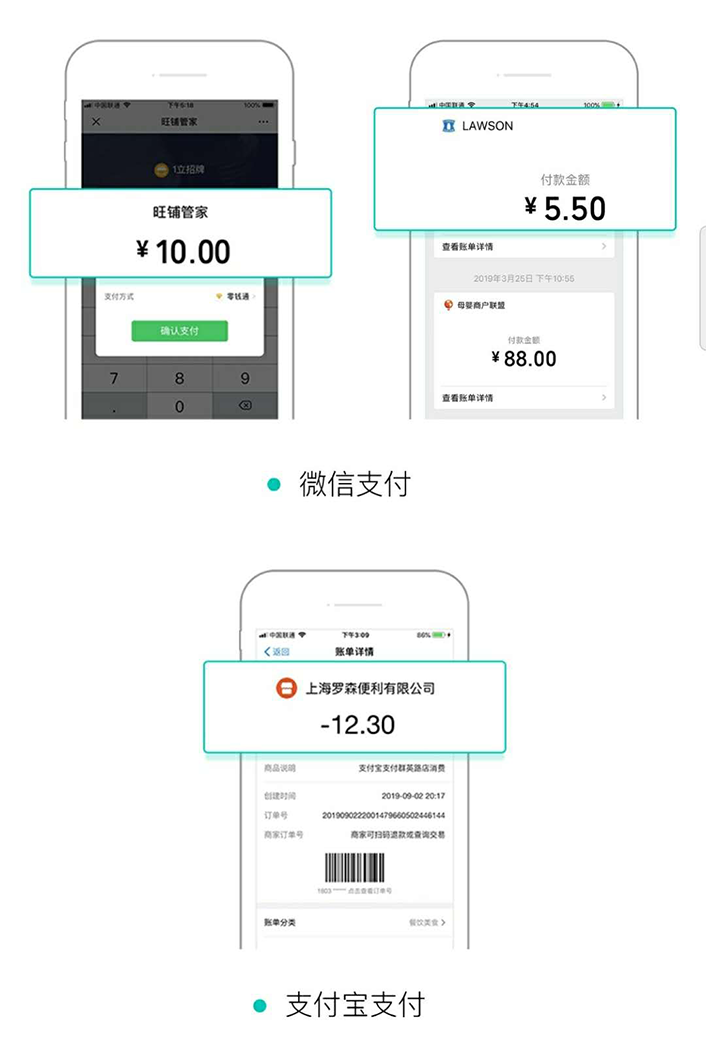 中国联通 下午5:18 100%
旺铺管家
1立招牌
旺铺管家
¥10.00
支付方式 零钱通
确认支付
7 8 9
. 0
中国联通 下午4:54 100%
LAWSON
付款金额
¥5.50
查看账单详情
2019年3月25日 下午10:55
母婴商户联盟
付款金额
¥88.00
查看账单详情
微信支付
中国联通 下午3:09 86%
返回 账单详情
上海罗森便利有限公司
-12.30
商品说明 支付宝支付群英路店消费
创建时间 2019-09-02 20:17
订单号 2019090222001479660502446144
商家订单号 商家可扫码退款或查询交易
1603 ****** 点击查看订单号
账单分类 餐饮美食
支付宝支付